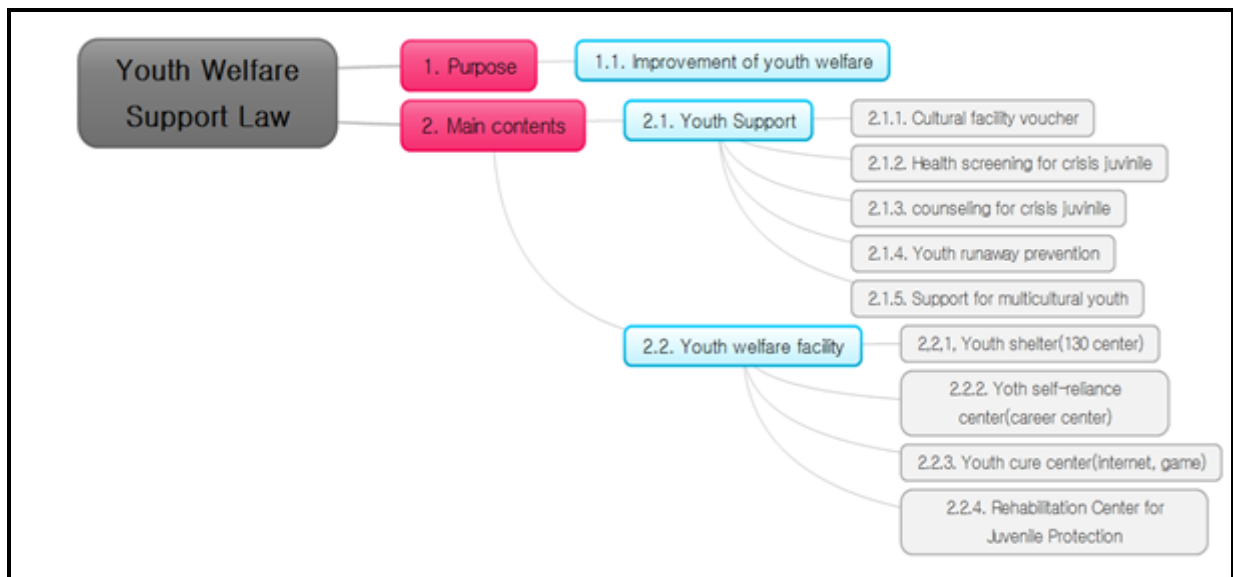 Youth Welfare
Support Law
1. Purpose
1.1. Improvement of youth welfare
2. Main contents
2.1. Youth Support
2.1.1. Cultural facility voucher
2.1.2. Health screening for crisis juvinile
2.1.3. counseling for crisis juvinile
2.1.4. Youth runaway prevention
2.1.5. Support for multicultural youth
2.2. Youth welfare facility
2,2,1, Youth shelter(130 center)
2.2.2. Yoth self-reliance
center(career center)
2.2.3. Youth cure center(internet, game)
2.2.4. Rehabilitation Center for
Juvenile Protection